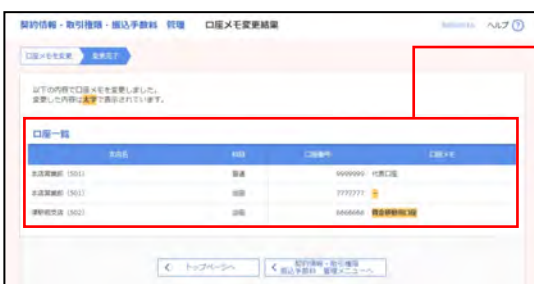 契約情報・取引権限・振込手数料 管理 口座メモ変更結果
ヘルプ ?
口座メモを変更 変更完了
以下の内容で口座メモを変更しました。
変更した内容は太字で表示されています。
口座一覧
支店名 科目 口座番号 口座メモ
本店営業部 (501) 普通 9999999 代表口座
本店営業部 (501) 当座 7777777 -
(502) 当座 6666666 資金移動用口座
トップページへ
契約情報・取引権限
振込手数料 管理メニューへ